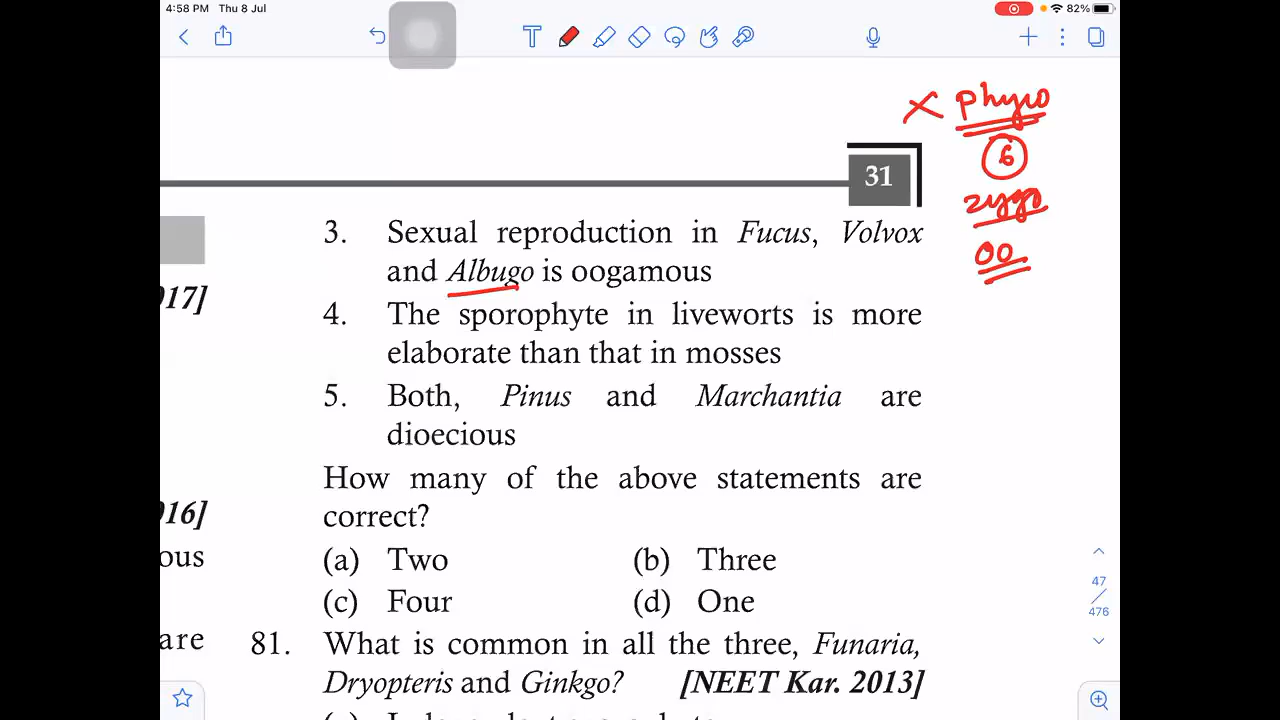 4:58 PM Thu 8 Jul
82%
T
× phyco
6
zygo
oo
31
3. Sexual reproduction in Fucus, Volvox
and Albugo is oogamous
017]
4. The sporophyte in liveworts is more
elaborate than that in mosses
5. Both, Pinus and Marchantia are
dioecious
How many of the above statements are
correct?
016]
ous
(a) Two (b) Three
(c) Four (d) One
47
476
are
81. What is common in all the three, Funaria,
Dryopteris and Ginkgo? [NEET Kar. 2013]